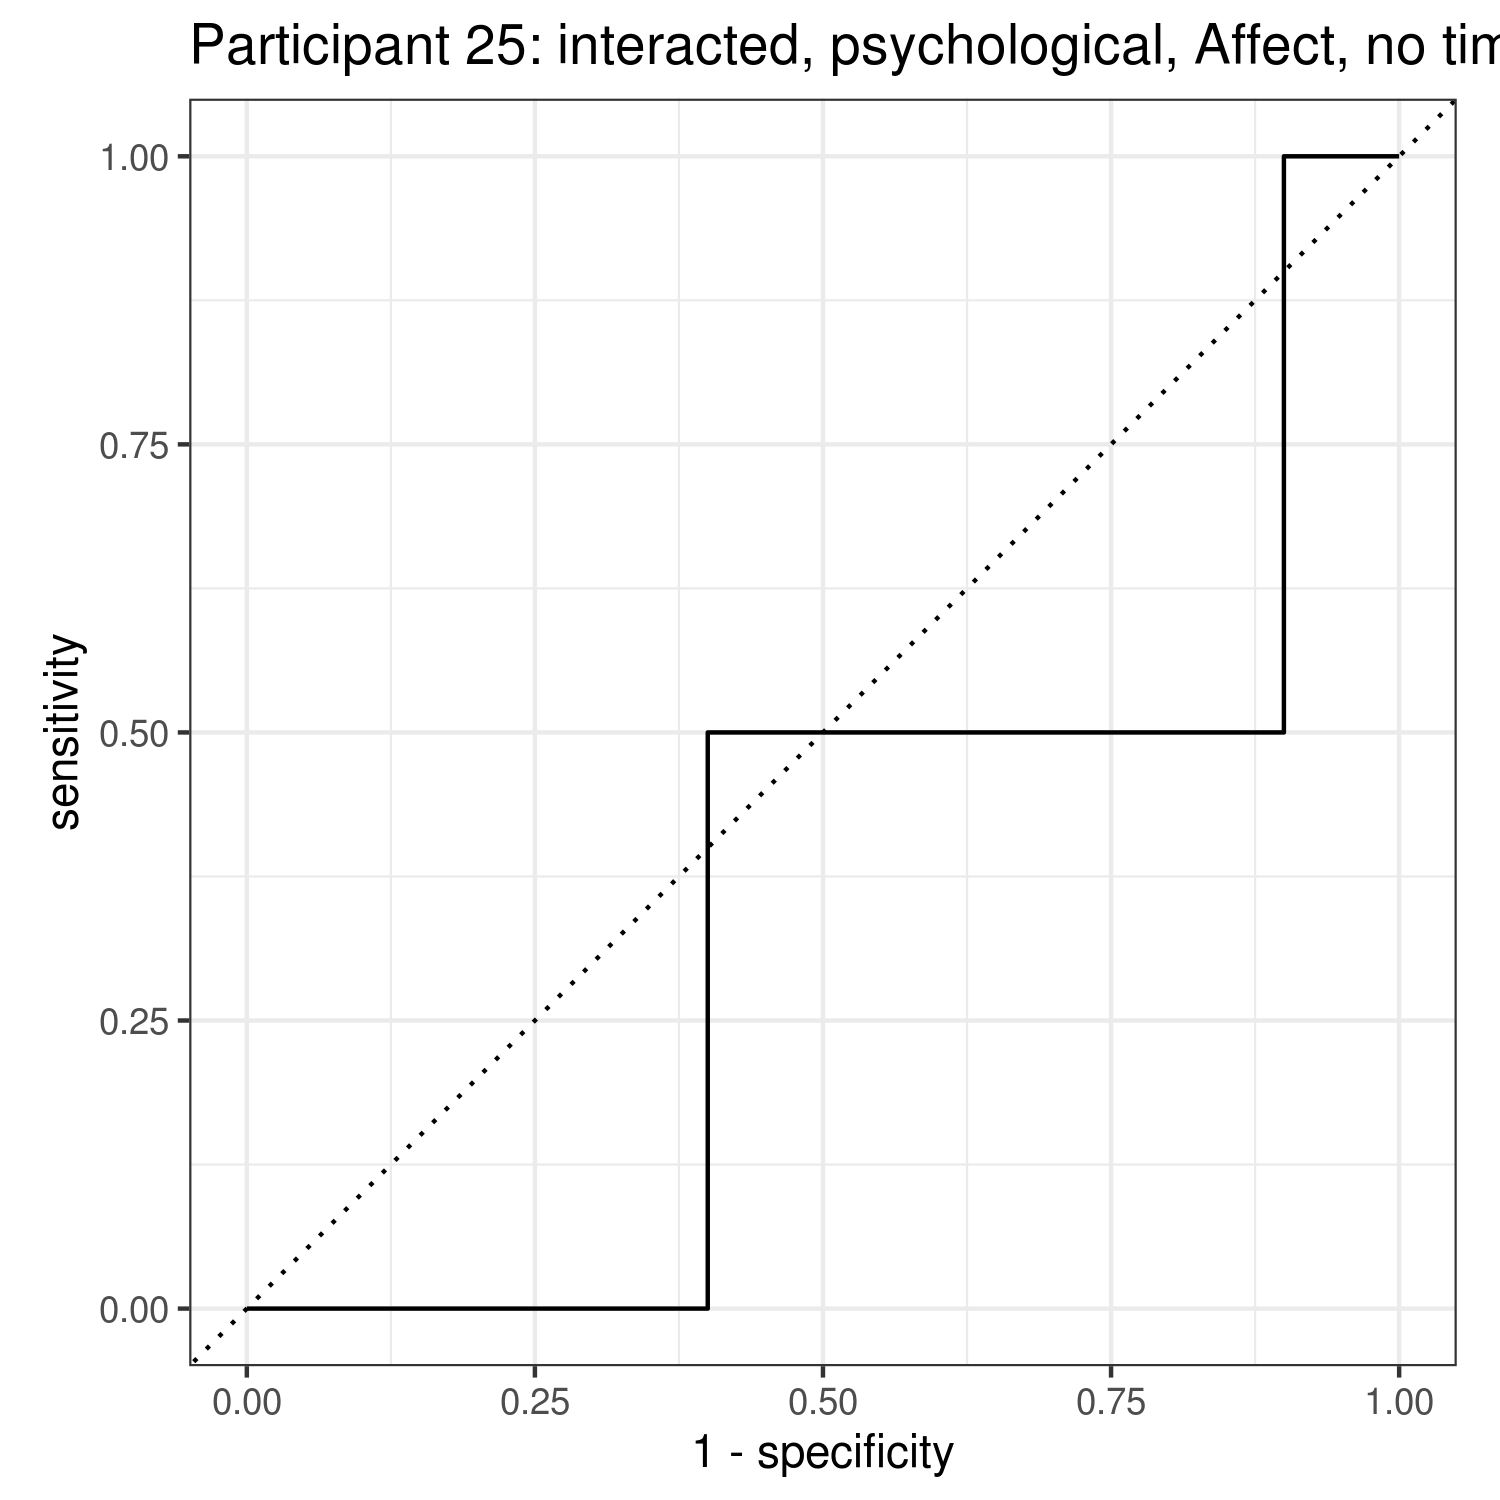 Participant 25: interacted, psychological, Affect, no tim
1.00
0.75
0.50
0.25
0.00
sensitivity
0.00 0.25 0.50 0.75 1.00
1 - specificity